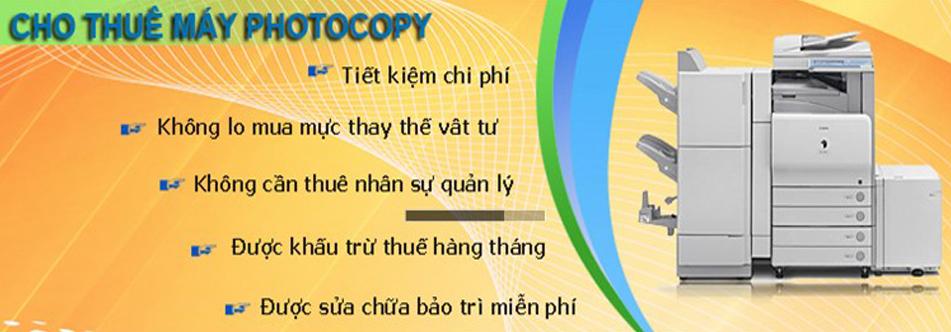 CHO THUÊ MÁY PHOTOCOPY
Tiết kiệm chi phí
Không lo mua mực thay thế vât tư
Không cần thuê nhân sự quản lý
Được khấu trừ thuế hàng tháng
Được sửa chữa bảo trì miễn phí